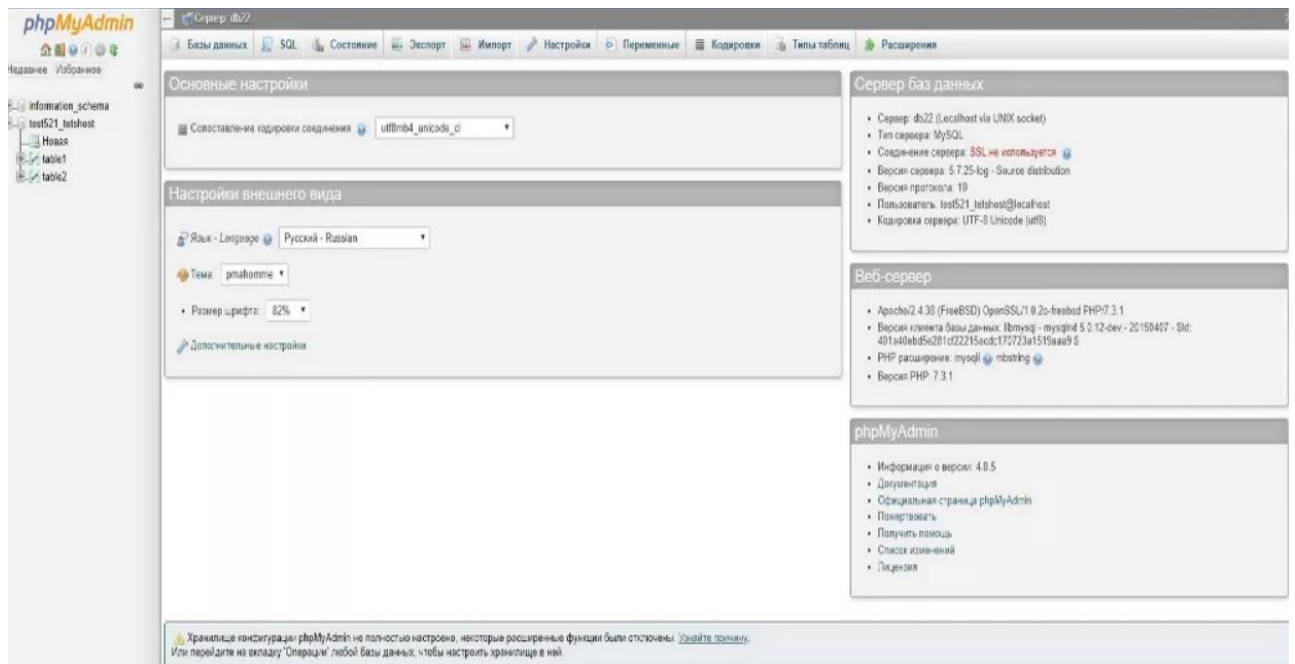 phpMyAdmin
Недавнее Избранное
information_schema
test521_tetshost
Новая
table1
table2
Сервер: db22
Базы данных SQL Состояние Экспорт Импорт Настройки Переменные Кодировки Типы таблиц Расширения
Основные настройки
Сопоставление кодировки соединения utf8mb4_unicode_ci
Настройки внешнего вида
Язык - Language Русский - Russian
Тема: pmahomme
• Размер шрифта: 82%
Дополнительные настройки
Сервер баз данных
• Сервер: db22 (Localhost via UNIX socket)
• Тип сервера: MySQL
• Соединение сервера: SSL не используется
• Версия сервера: 5.7.25-log - Source distribution
• Версия протокола: 10
• Пользователь: test521_tetshost@localhost
• Кодировка сервера: UTF-8 Unicode (utf8)
Веб-сервер
• Apache/2.4.38 (FreeBSD) OpenSSL/1.0.2o-freebsd PHP/7.3.1
• Версия клиента базы данных: libmysql - mysqlnd 5.0.12-dev - 20150407 - $Id:
$
• PHP расширение: mysqli mbstring
• Версия PHP: 7.3.1
phpMyAdmin
• Информация о версии: 4.8.5
• Документация
• Официальная страница phpMyAdmin
• Пожертвовать
• Получить помощь
• Список изменений
• Лицензия
Хранилище конфигурации phpMyAdmin не полностью настроено, некоторые расширенные функции были отключены. Узнайте причину.
Или перейдите на вкладку 'Операции' любой базы данных, чтобы настроить хранилище в ней.